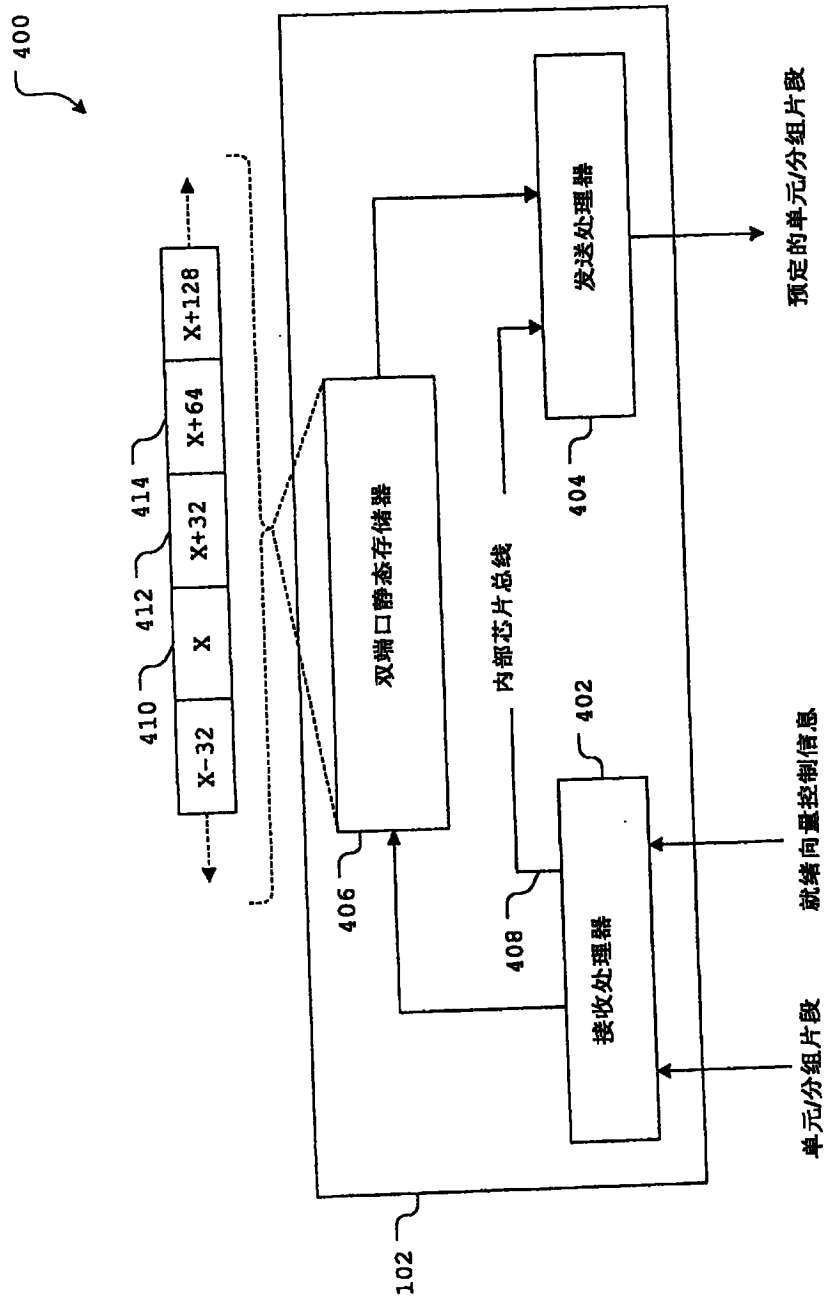 400
410
412
414
X-32
X
X+32
X+64
X+128
406
双端口静态存储器
408
内部芯片总线
402
接收处理器
404
发送处理器
102
单元/分组片段
就绪向量控制信息
预定的单元/分组片段